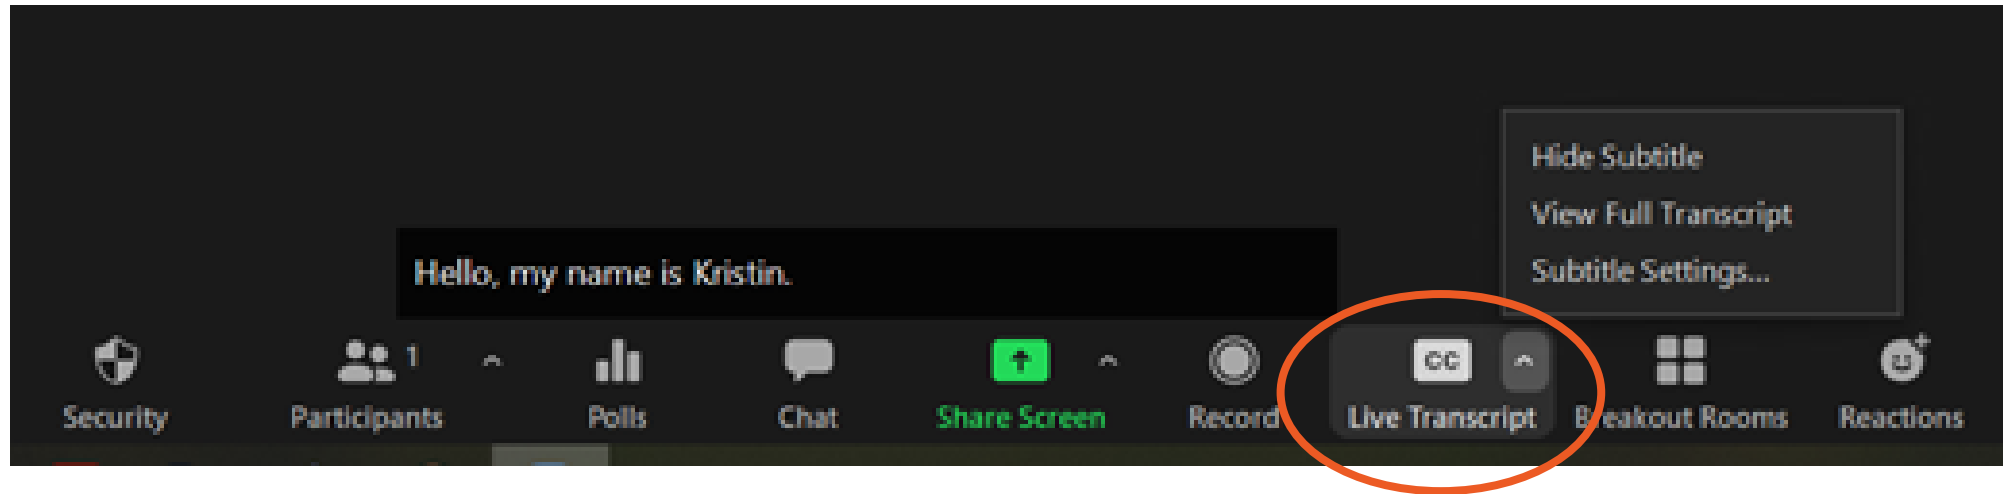 Hide Subtitle
View Full Transcript
Subtitle Settings...
Hello, my name is Kristin.
1
CC
Security
Participants
Polls
Chat
Share Screen
Record
Live Transcript
Breakout Rooms
Reactions